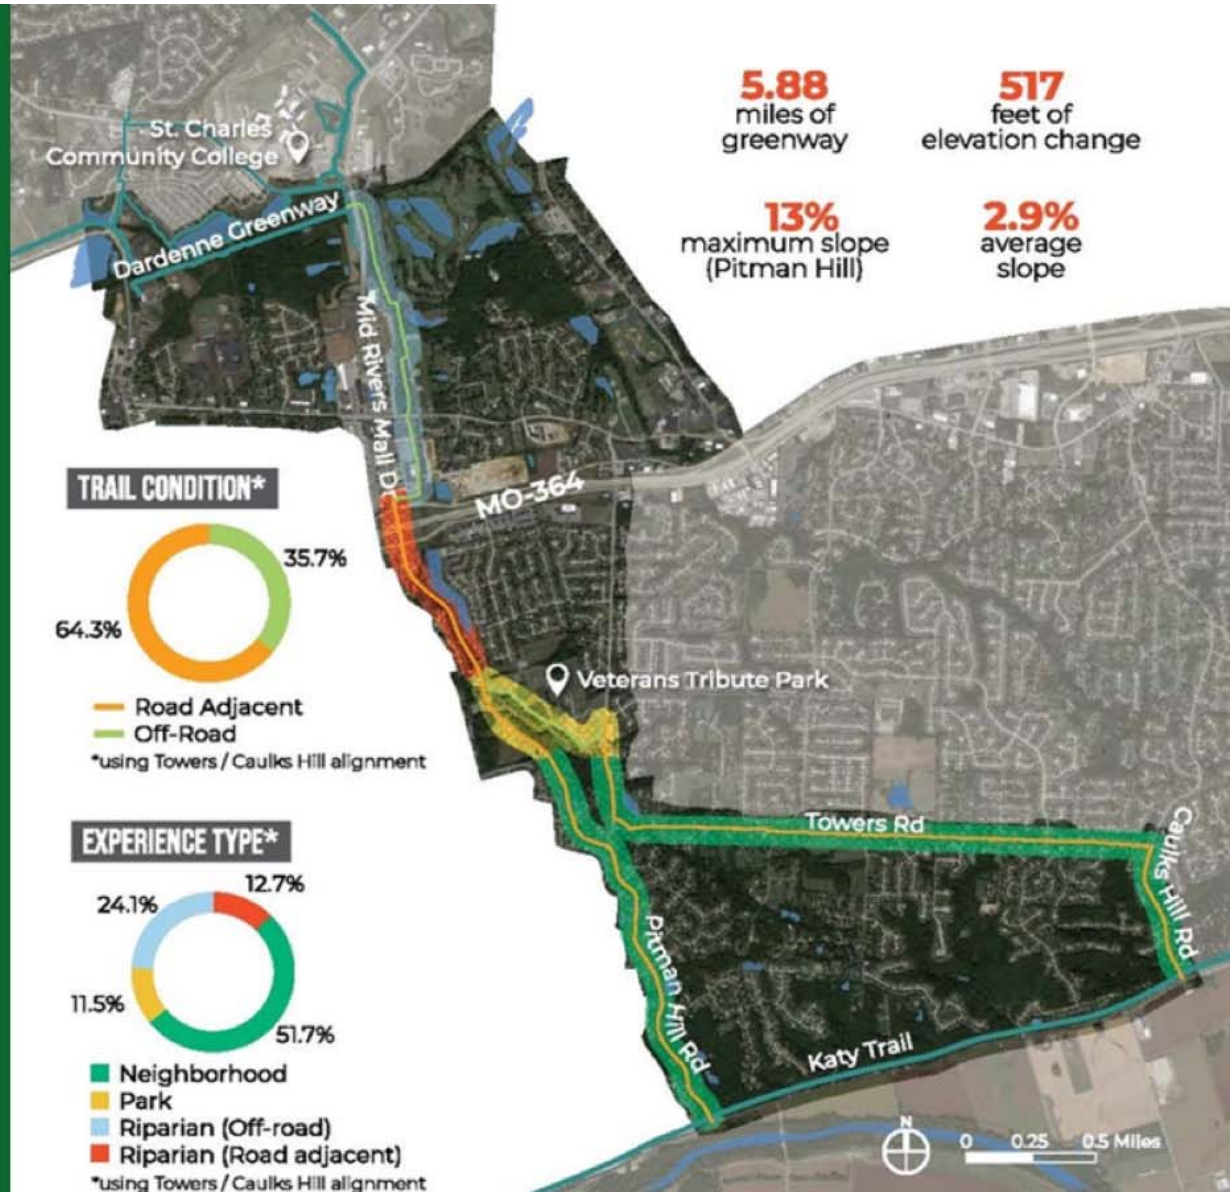 5.88
miles of
greenway
517
feet of
elevation change
13%
maximum slope
(Pitman Hill)
2.9%
average
slope
St. Charles
Community College
Dardenne Greenway
Mid Rivers Mall Dr
MO-364
TRAIL CONDITION*
35.7%
64.3%
Road Adjacent
Off-Road
*using Towers / Caulks Hill alignment
Veterans Tribute Park
Towers Rd
Caulks Hill Rd
Pitman Hill Rd
Katy Trail
EXPERIENCE TYPE*
12.7%
24.1%
11.5%
51.7%
Neighborhood
Park
Riparian (Off-road)
Riparian (Road adjacent)
*using Towers / Caulks Hill alignment
N
0 0.25 0.5 Miles